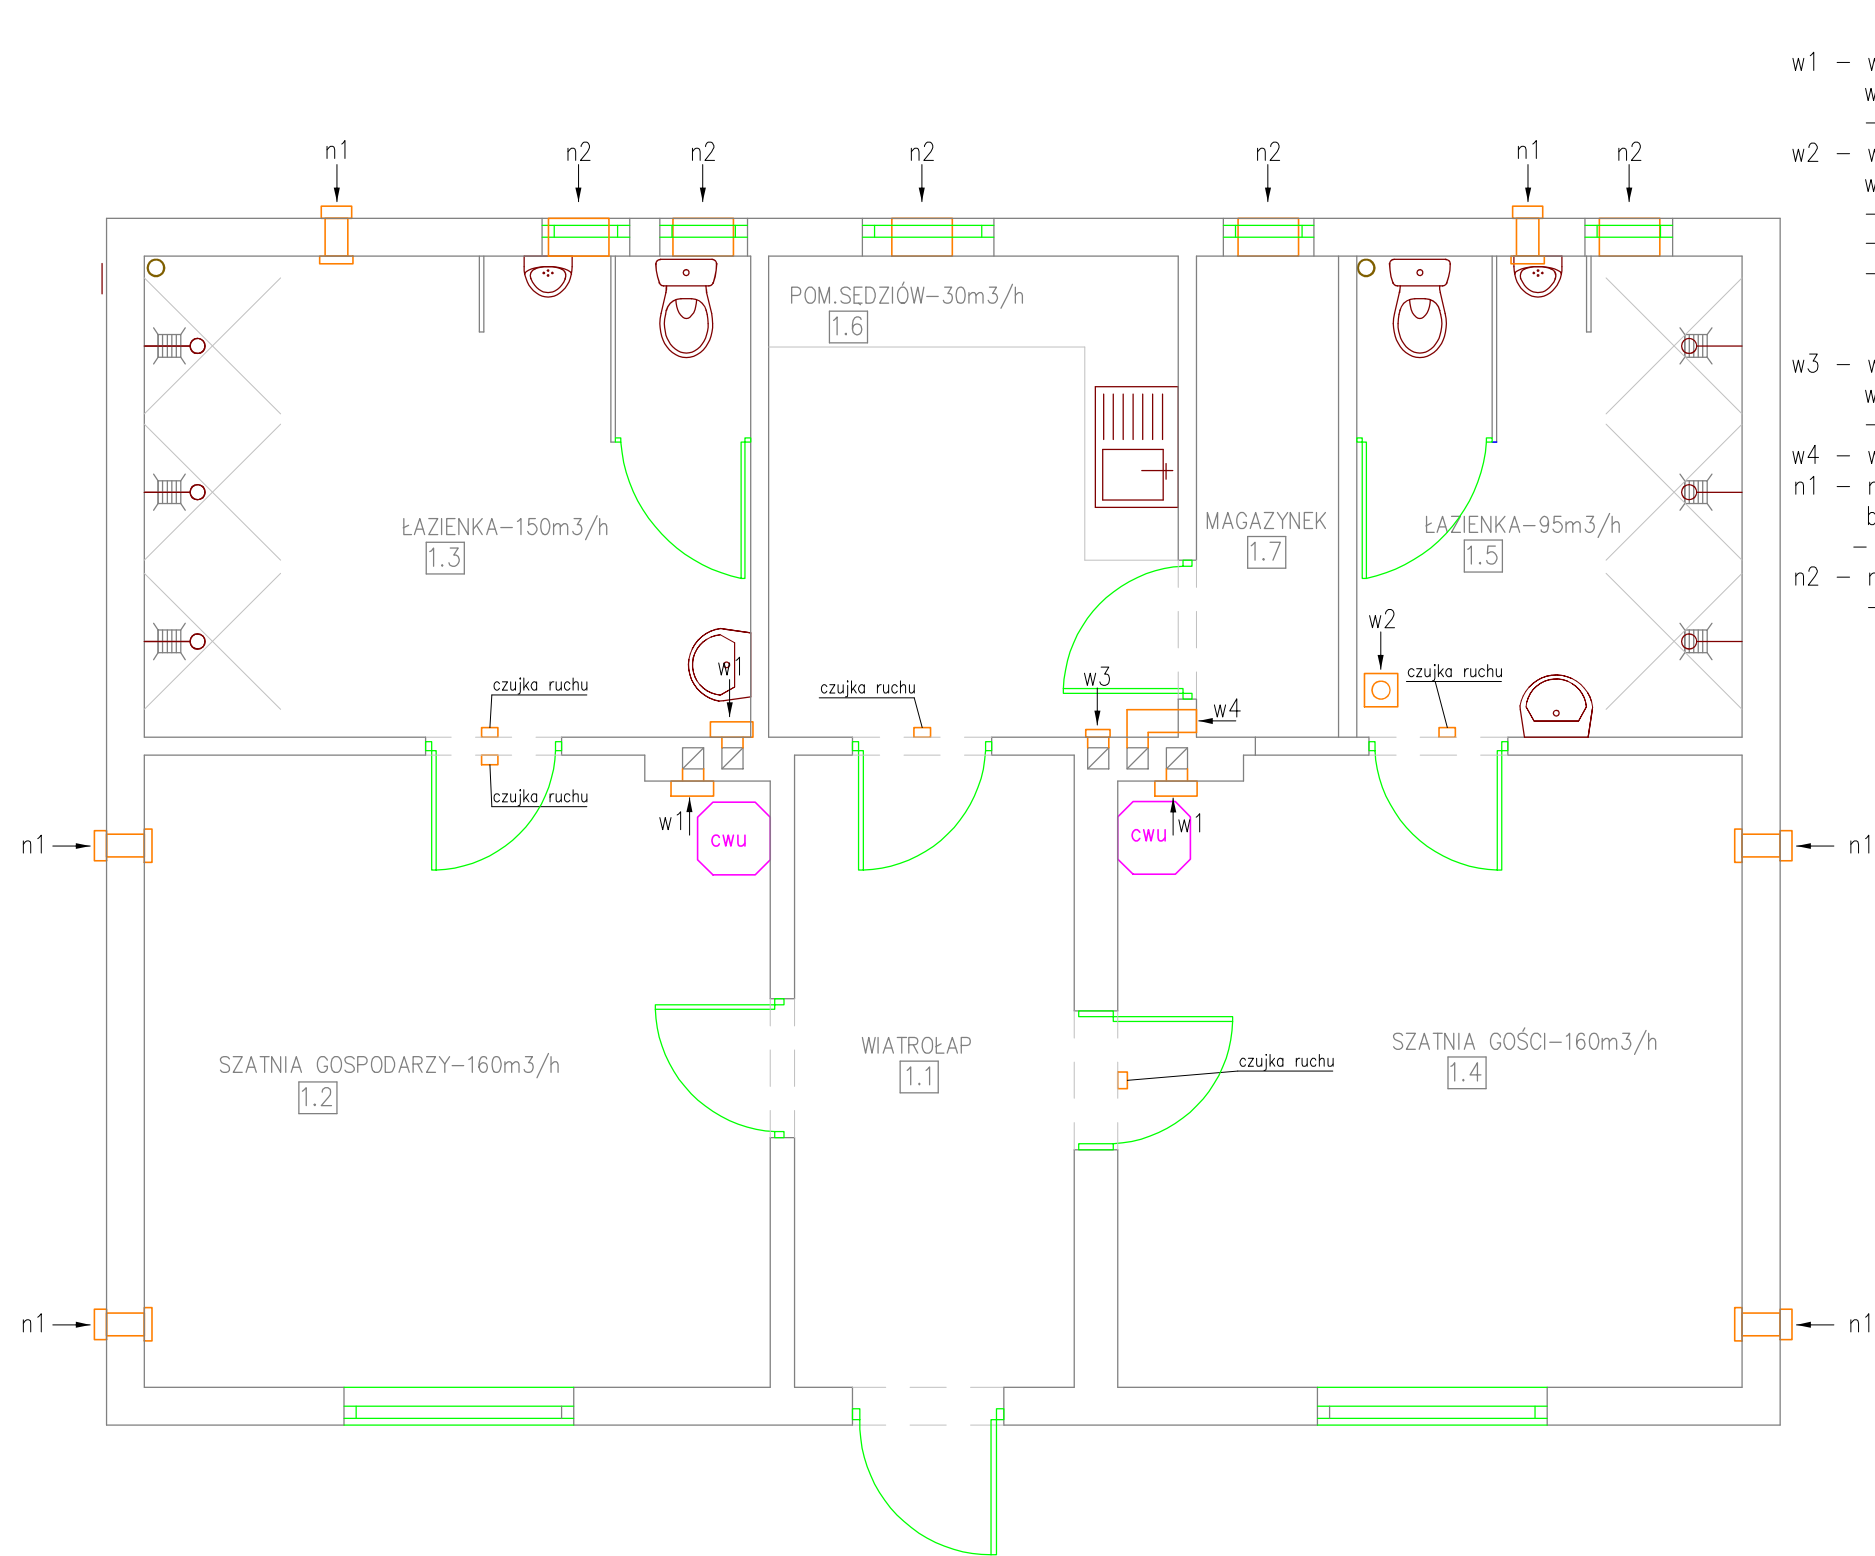 w1 – w
w
–
n1
n2
n2
n2
n2
n1
n2
w2 – w
w
–
–
–
POM.SĘDZIÓW–30m3/h
1.6
w3 – w
w
–
w4 – w
n1 – n
b
–
n2 – n
–
ŁAZIENKA–150m3/h
1.3
MAGAZYNEK
1.7
ŁAZIENKA–95m3/h
1.5
w2
w1
w3
w4
czujka ruchu
czujka ruchu
czujka ruchu
czujka ruchu
w1
cwu
cwu
w1
n1
n1
SZATNIA GOSPODARZY–160m3/h
1.2
WIATROŁAP
1.1
SZATNIA GOŚCI–160m3/h
1.4
czujka ruchu
n1
n1